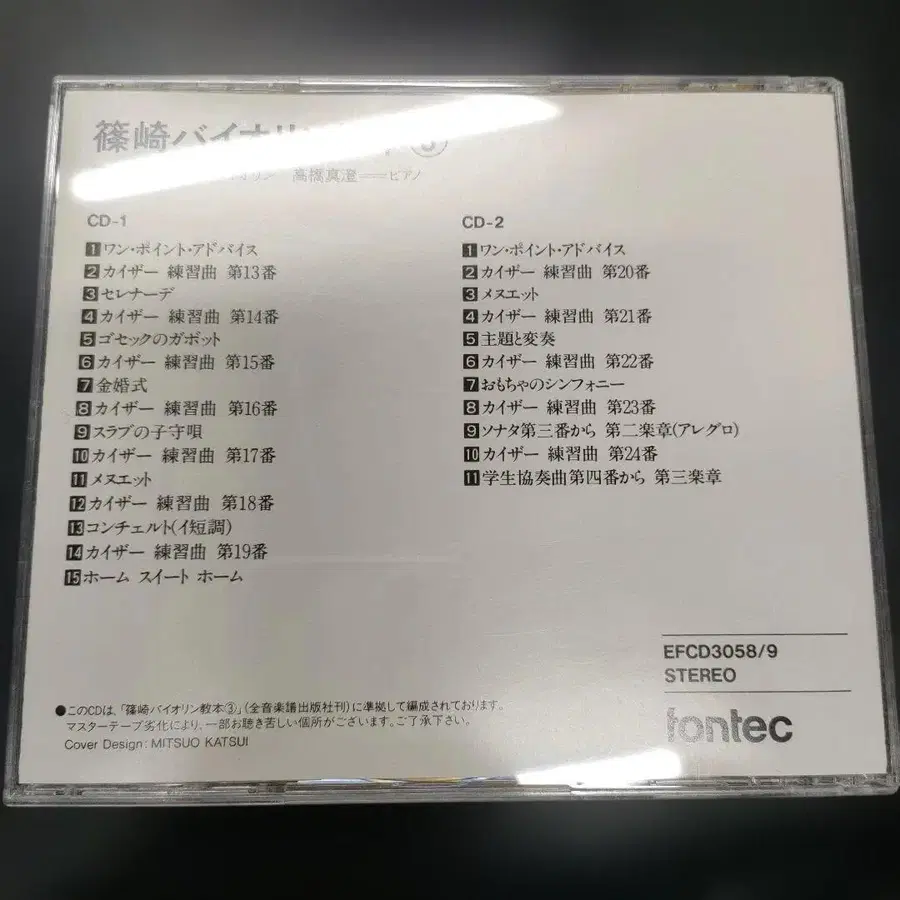 篠崎バイオリン ③
高橋真澄──ピアノ
CD-1
1 ワン・ポイント・アドバイス
2 カイザー 練習曲 第13番
3 セレナーデ
4 カイザー 練習曲 第14番
5 ゴセックのガボット
6 カイザー 練習曲 第15番
7 金婚式
8 カイザー 練習曲 第16番
9 スラブの子守唄
10 カイザー 練習曲 第17番
11 メヌエット
12 カイザー 練習曲 第18番
13 コンチェルト(イ短調)
14 カイザー 練習曲 第19番
15 ホーム スイート ホーム
CD-2
1 ワン・ポイント・アドバイス
2 カイザー 練習曲 第20番
3 メヌエット
4 カイザー 練習曲 第21番
5 主題と変奏
6 カイザー 練習曲 第22番
7 おもちゃのシンフォニー
8 カイザー 練習曲 第23番
9 ソナタ第三番から 第二楽章(アレグロ)
10 カイザー 練習曲 第24番
11 学生協奏曲第四番から 第三楽章
EFCD3058/9
STEREO
fontec
●このCDは、「篠崎バイオリン教本③」(全音楽譜出版社刊)に準拠して編成されております。
マスターテープ劣化により、一部お聴き苦しい個所がございます。ご了承下さい。
Cover Design: MITSUO KATSUI